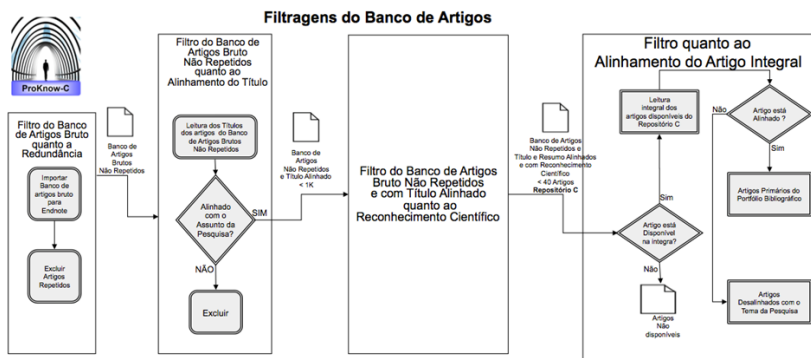 Filtragens do Banco de Artigos
ProKnow-C
Filtro do Banco
de Artigos Bruto
quanto a
Redundância
Importar
Banco de
artigos bruto
para
Endnote
Excluir
Artigos
Repetidos
Banco de
Artigos
Brutos
Não Repetidos
Filtro do Banco de
Artigos Bruto
Não Repetidos
quanto ao
Alinhamento do Título
Leitura dos Títulos
dos artigos do Banco
de Artigos Brutos
Não Repetidos
Alinhado
com o
Assunto da
Pesquisa?
SIM
NÃO
Excluir
Banco de
Artigos
Não Repetidos
e Título Alinhado
< 1K
Filtro do Banco de Artigos
Bruto Não Repetidos
e com Título Alinhado
quanto ao
Reconhecimento Científico
Banco de Artigos
Não Repetidos e
Título e Resumo Alinhados
e com Reconhecimento
Científico
< 40 Artigos
Repositório C
Filtro quanto ao
Alinhamento do Artigo Integral
Leitura
integral dos
artigos disponíveis do
Repositório C
Sim
Artigo está
Disponível
na integra?
Não
Artigos
Não
disponíveis
Não
Artigo está
Alinhado ?
Sim
Artigos Primários do
Portfólio Bibliográfico
Artigos
Desalinhados com o
Tema da Pesquisa